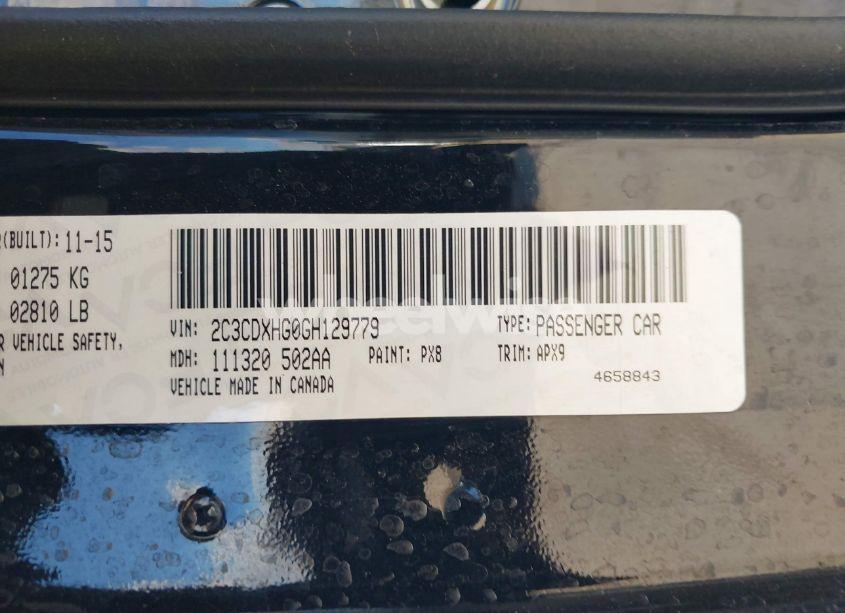 (BUILT): 11-15
01275 KG
02810 LB
VEHICLE SAFETY,
VIN: 2C3CDXHG0GH129779
TYPE: PASSENGER CAR
MDH: 111320 502AA
PAINT: PX8
TRIM: APX9
VEHICLE MADE IN CANADA
4658843